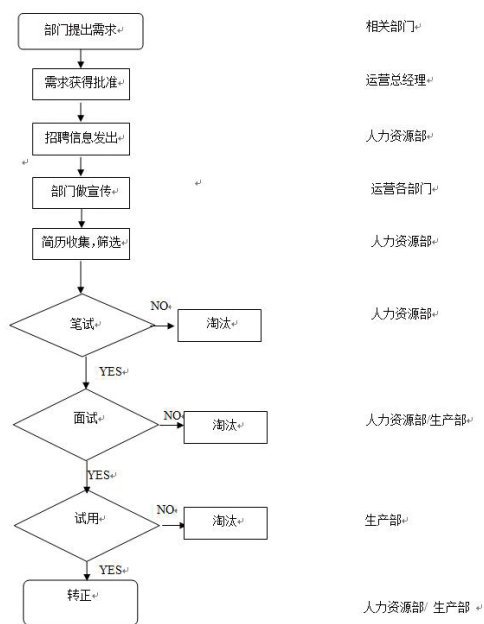 部门提出需求 相关部门
需求获得批准 运营总经理
招聘信息发出 人力资源部
部门做宣传 运营各部门
简历收集,筛选 人力资源部
笔试 NO 淘汰 人力资源部
YES
面试 NO 淘汰 人力资源部/生产部
YES
试用 NO 淘汰 生产部
YES
转正 人力资源部/ 生产部